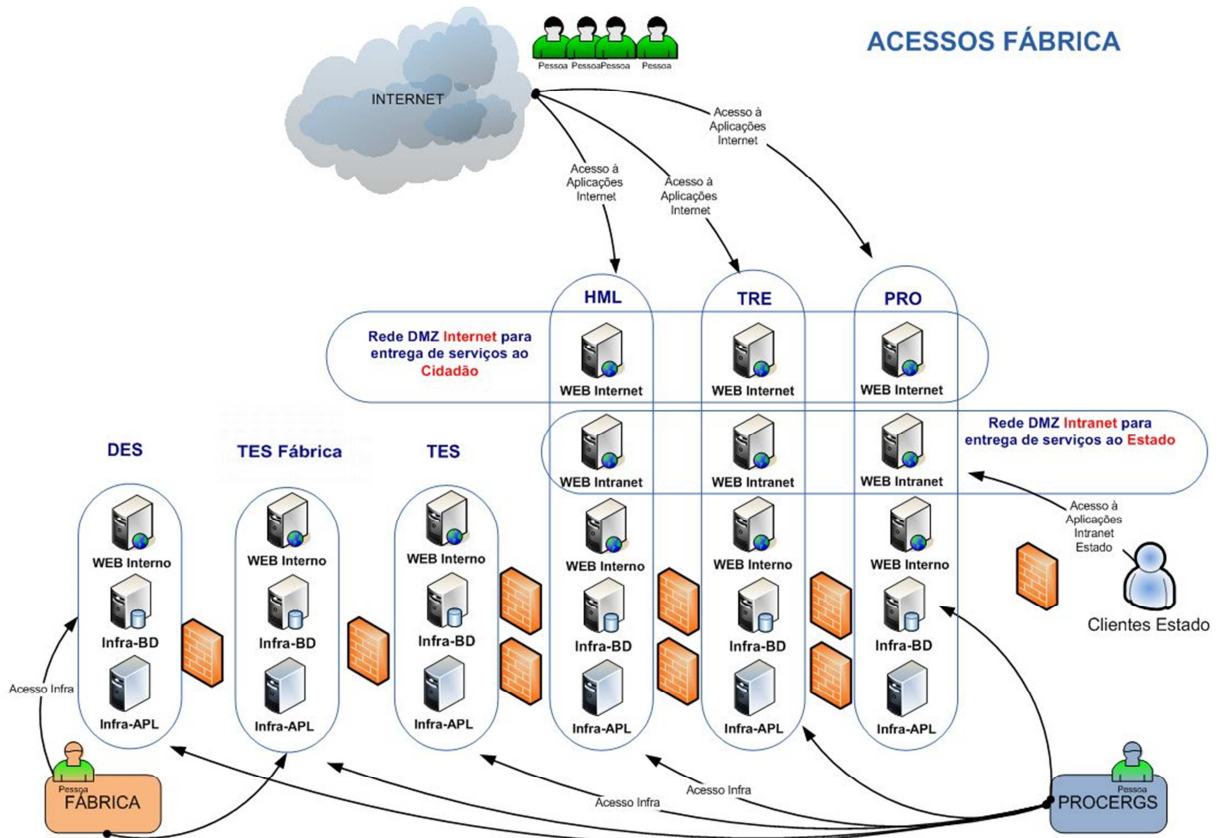 ACESSOS FÁBRICA
Pessoa
Pessoa
Pessoa
Pessoa
INTERNET
Acesso à
Aplicações
Internet
Acesso à
Aplicações
Internet
Acesso à
Aplicações
Internet
HML
TRE
PRO
Rede DMZ Internet para
entrega de serviços ao
Cidadão
WEB Internet
WEB Internet
WEB Internet
Rede DMZ Intranet para
entrega de serviços ao Estado
WEB Intranet
WEB Intranet
WEB Intranet
DES
TES Fábrica
TES
WEB Interno
WEB Interno
WEB Interno
WEB Interno
WEB Interno
WEB Interno
Acesso à
Aplicações
Intranet
Estado
Clientes Estado
Infra-BD
Infra-BD
Infra-BD
Infra-BD
Infra-BD
Infra-BD
Infra-APL
Infra-APL
Infra-APL
Infra-APL
Infra-APL
Infra-APL
Acesso Infra
Pessoa
FÁBRICA
Acesso Infra
Acesso Infra
Pessoa
PROCERGS